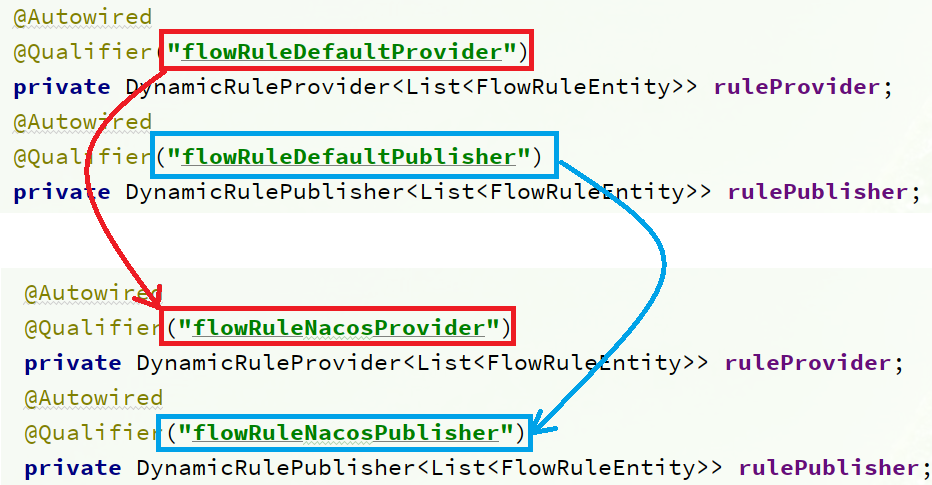 @Autowired
@Qualifier("flowRuleDefaultProvider")
private DynamicRuleProvider<List<FlowRuleEntity>> ruleProvider;
@Autowired
@Qualifier("flowRuleDefaultPublisher")
private DynamicRulePublisher<List<FlowRuleEntity>> rulePublisher;
@Autowired
@Qualifier("flowRuleNacosProvider")
private DynamicRuleProvider<List<FlowRuleEntity>> ruleProvider;
@Autowired
@Qualifier("flowRuleNacosPublisher")
private DynamicRulePublisher<List<FlowRuleEntity>> rulePublisher;